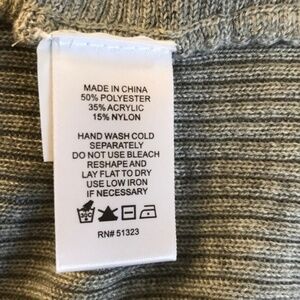 MADE IN CHINA
50% POLYESTER
35% ACRYLIC
15% NYLON
HAND WASH COLD
SEPARATELY
DO NOT USE BLEACH
RESHAPE AND
LAY FLAT TO DRY
USE LOW IRON
IF NECESSARY
RN# 51323